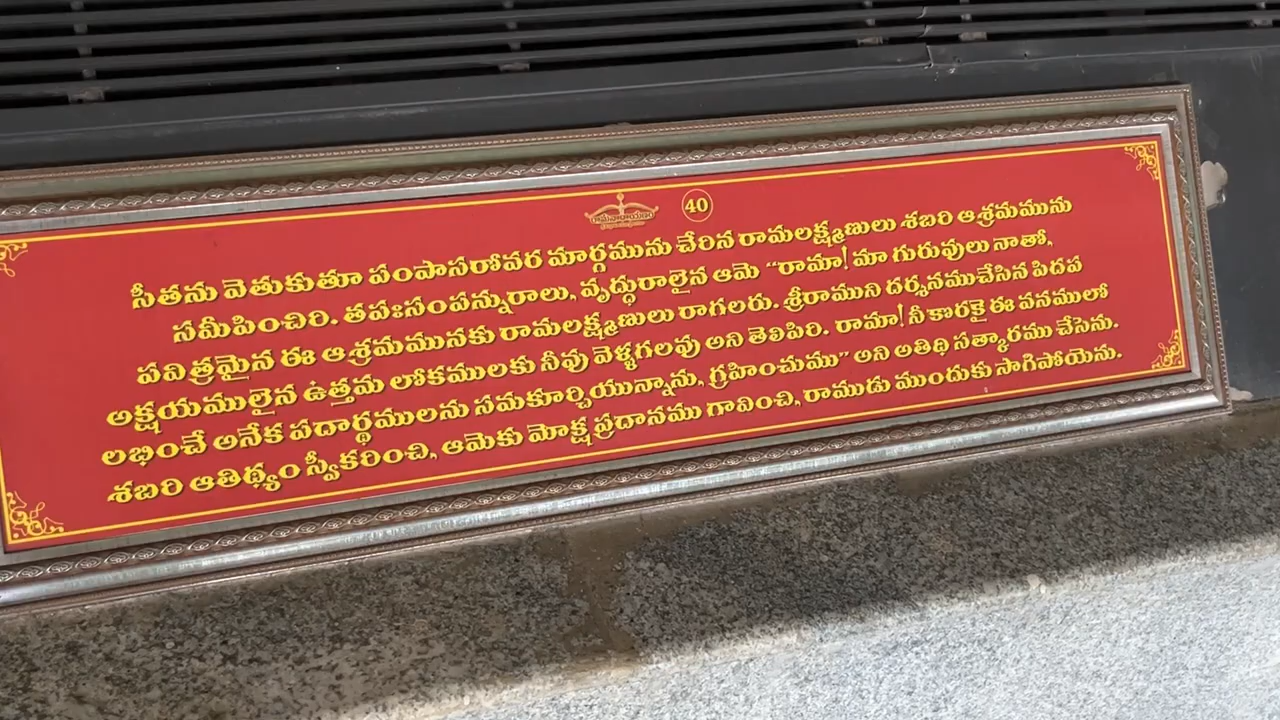 రామనారాయణం
40
సీతను వెతుకుతూ పంపాసరోవర మార్గమును చేరిన రామలక్ష్మణులు శబరి ఆశ్రమమును
సమీపించిరి. తపఃసంపన్నురాలు, వృద్ధురాలైన ఆమె "రామా! మా గురువులు నాతో,
పవిత్రమైన ఈ ఆశ్రమమునకు రామలక్ష్మణులు రాగలరు. శ్రీరాముని దర్శనముచేసిన పిదప
అక్షయములైన ఉత్తమ లోకములకు నీవు వెళ్ళగలవు అని తెలిపిరి. రామా! నీ కొరకై ఈ వనములో
లభించే అనేక పదార్థములను సమకూర్చియున్నాను, గ్రహించుము" అని అతిథి సత్కారము చేసెను.
శబరి ఆతిథ్యం స్వీకరించి, ఆమెకు మోక్ష ప్రదానము గావించి, రాముడు ముందుకు సాగిపోయెను.